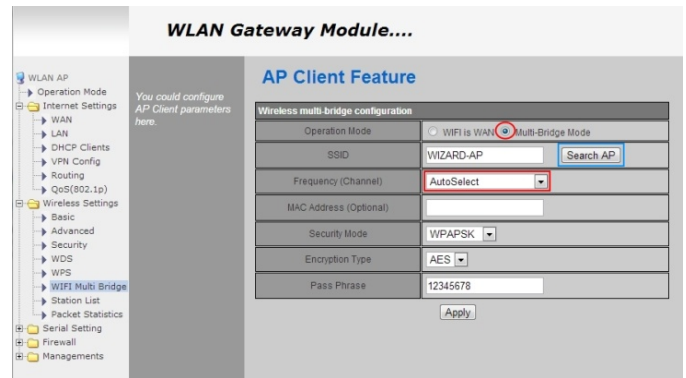 WLAN Gateway Module....
WLAN AP
Operation Mode
Internet Settings
WAN
LAN
DHCP Clients
VPN Config
Routing
QoS(802.1p)
Wireless Settings
Basic
Advanced
Security
WDS
WPS
WIFI Multi Bridge
Station List
Packet Statistics
Serial Setting
Firewall
Managements
You could configure
AP Client parameters
here.
AP Client Feature
Wireless multi-bridge configuration
Operation Mode WIFI is WAN Multi-Bridge Mode
SSID WIZARD-AP Search AP
Frequency (Channel) AutoSelect
MAC Address (Optional)
Security Mode WPAPSK
Encryption Type AES
Pass Phrase 12345678
Apply